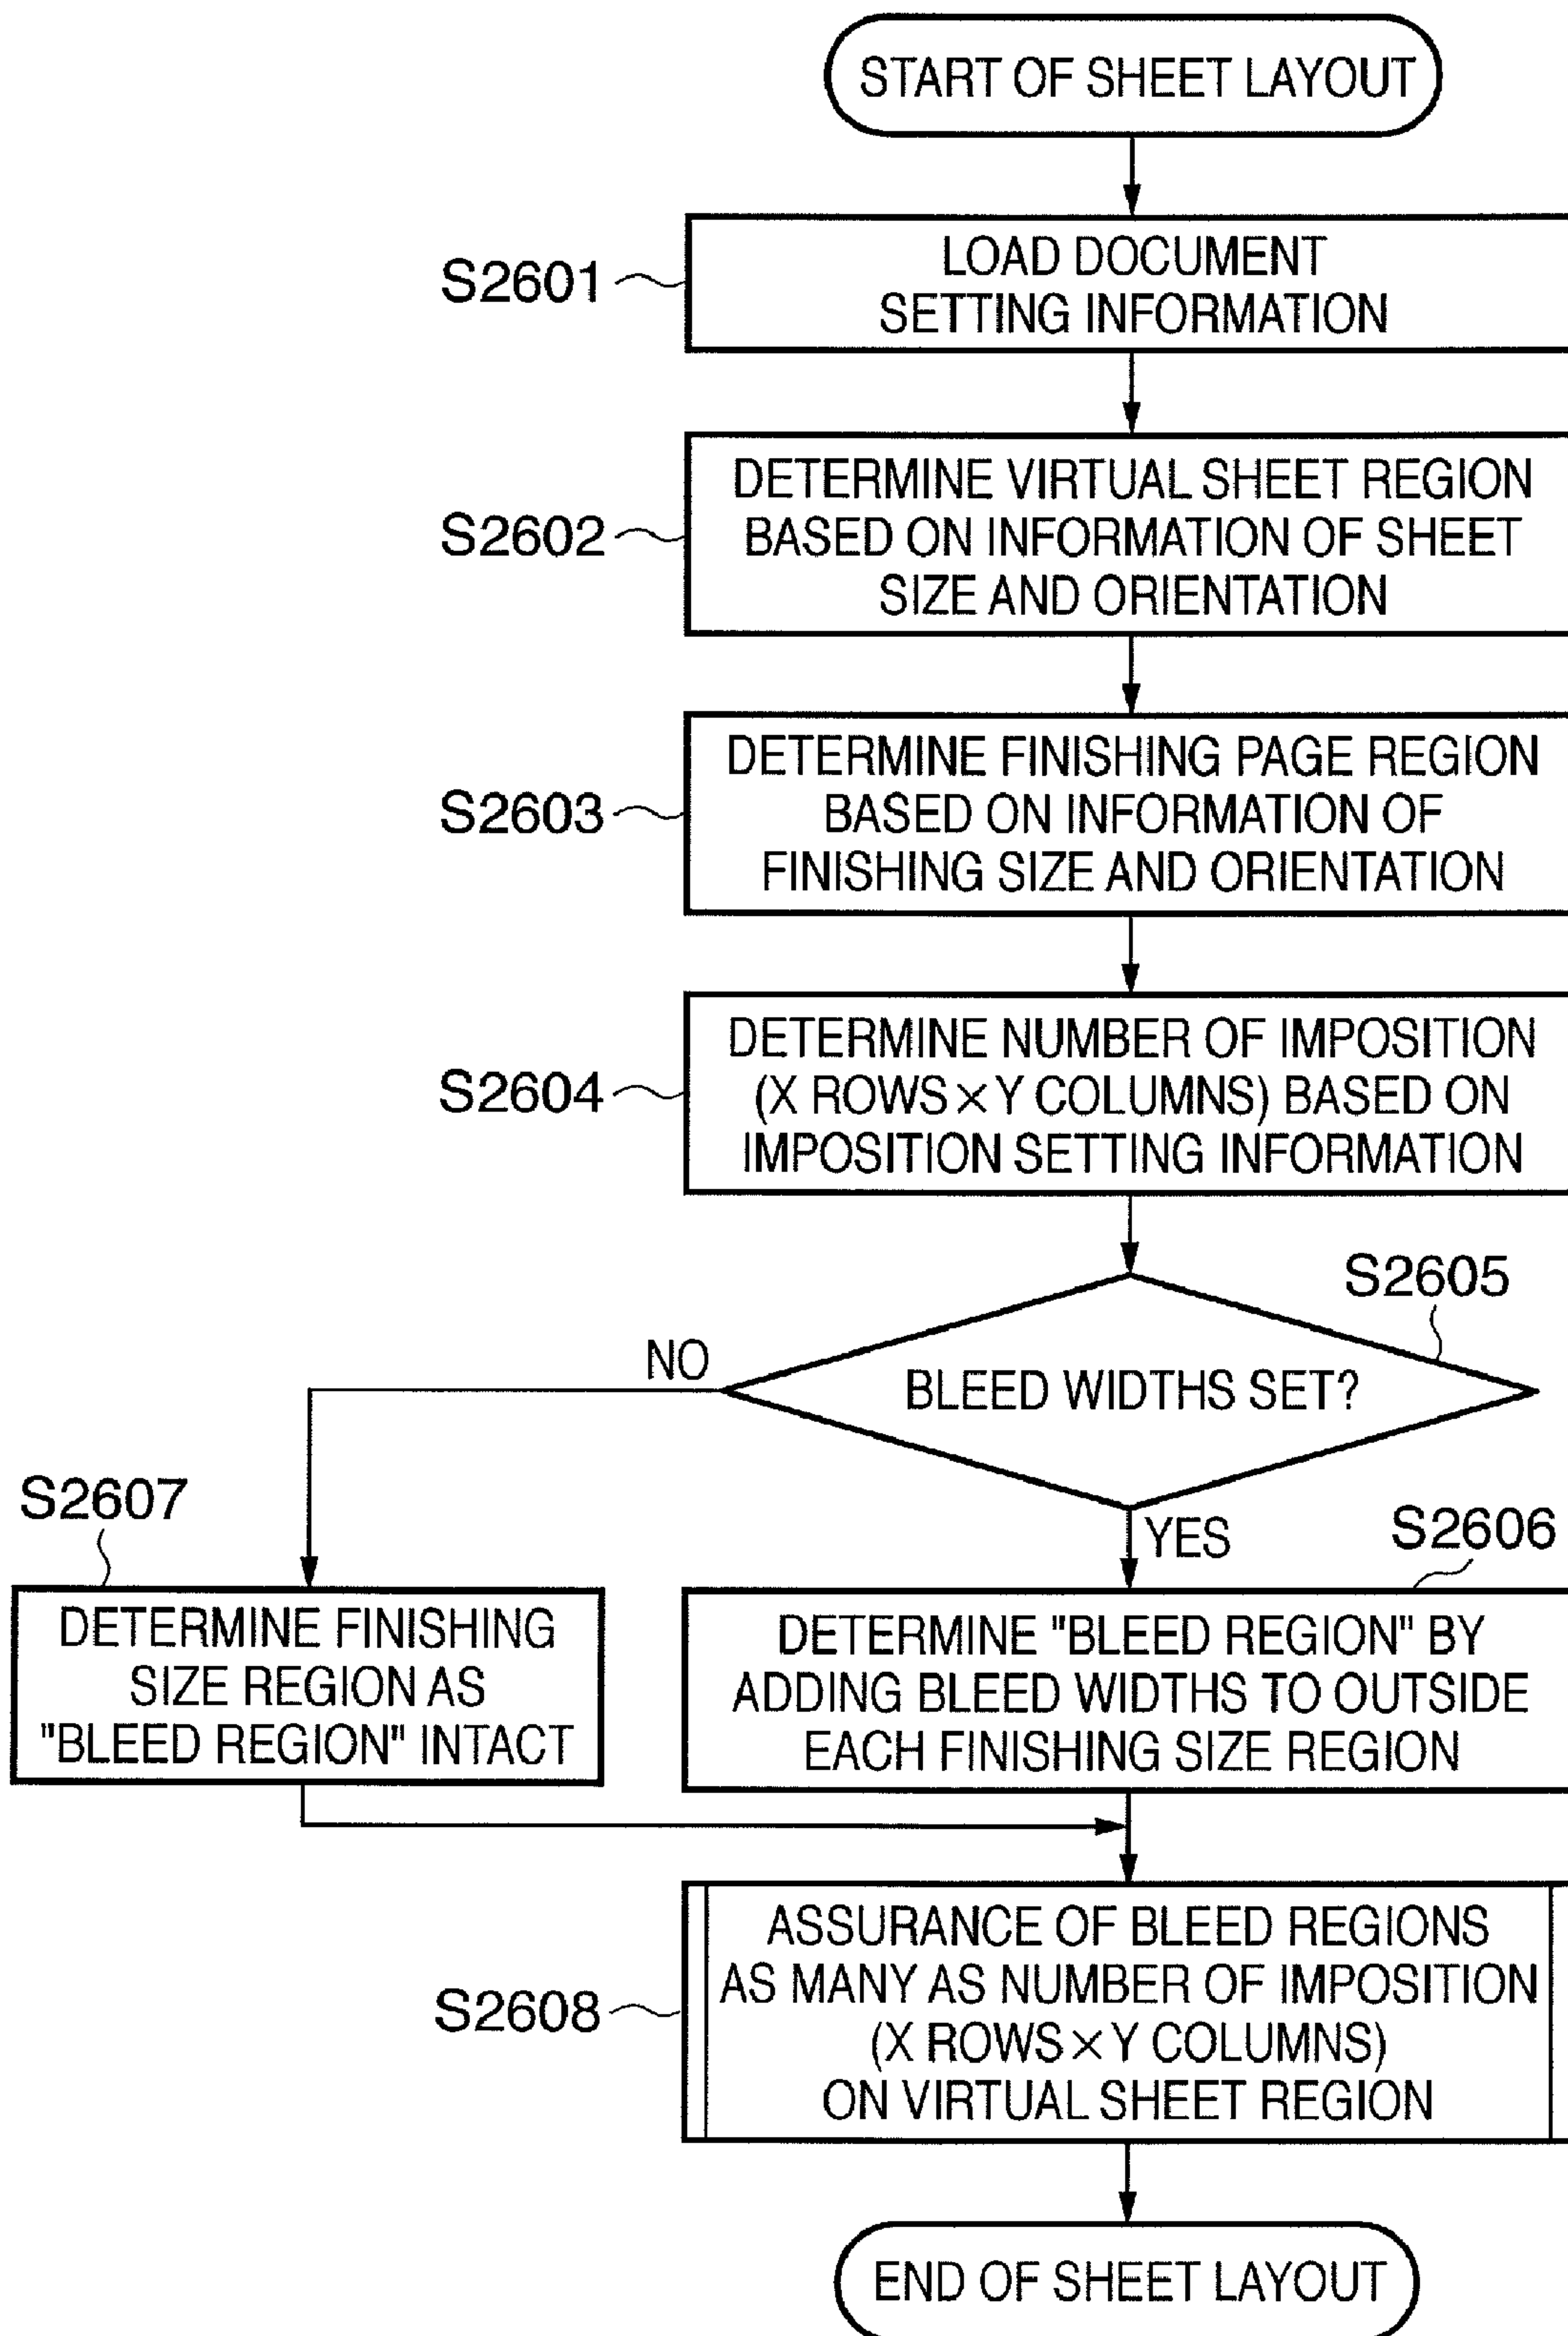 START OF SHEET LAYOUT
S2601
LOAD DOCUMENT
SETTING INFORMATION
S2602
DETERMINE VIRTUAL SHEET REGION
BASED ON INFORMATION OF SHEET
SIZE AND ORIENTATION
S2603
DETERMINE FINISHING PAGE REGION
BASED ON INFORMATION OF
FINISHING SIZE AND ORIENTATION
S2604
DETERMINE NUMBER OF IMPOSITION
(X ROWS×Y COLUMNS) BASED ON
IMPOSITION SETTING INFORMATION
S2605
BLEED WIDTHS SET?
NO
YES
S2607
DETERMINE FINISHING
SIZE REGION AS
"BLEED REGION" INTACT
S2606
DETERMINE "BLEED REGION" BY
ADDING BLEED WIDTHS TO OUTSIDE
EACH FINISHING SIZE REGION
S2608
ASSURANCE OF BLEED REGIONS
AS MANY AS NUMBER OF IMPOSITION
(X ROWS×Y COLUMNS)
ON VIRTUAL SHEET REGION
END OF SHEET LAYOUT